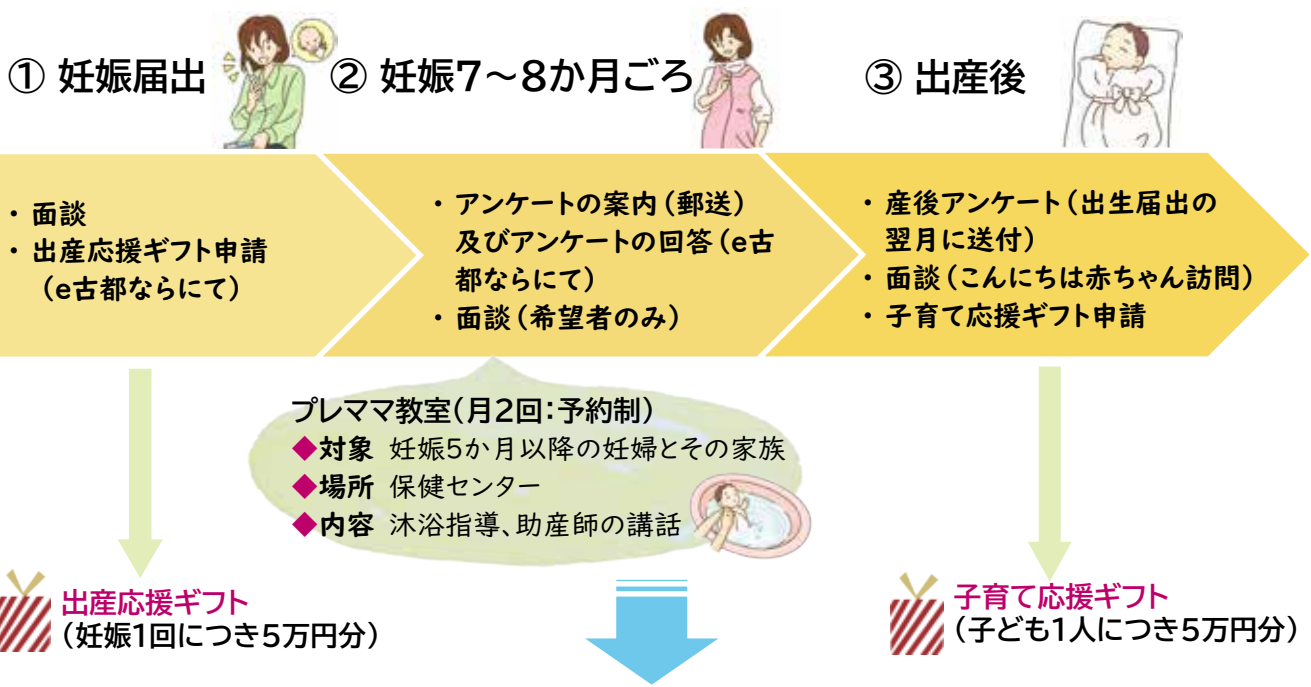 ① 妊娠届出
② 妊娠7～8か月ごろ
③ 出産後
・ 面談
・ 出産応援ギフト申請
（e古都ならにて）
・ アンケートの案内（郵送）
及びアンケートの回答（e古
都ならにて）
・ 面談（希望者のみ）
・ 産後アンケート（出生届出の
翌月に送付）
・ 面談（こんにちは赤ちゃん訪問）
・ 子育て応援ギフト申請
プレママ教室（月2回：予約制）
◆対象 妊娠5か月以降の妊婦とその家族
◆場所 保健センター
◆内容 沐浴指導、助産師の講話
出産応援ギフト
（妊娠1回につき5万円分）
子育て応援ギフト
（子ども1人につき5万円分）